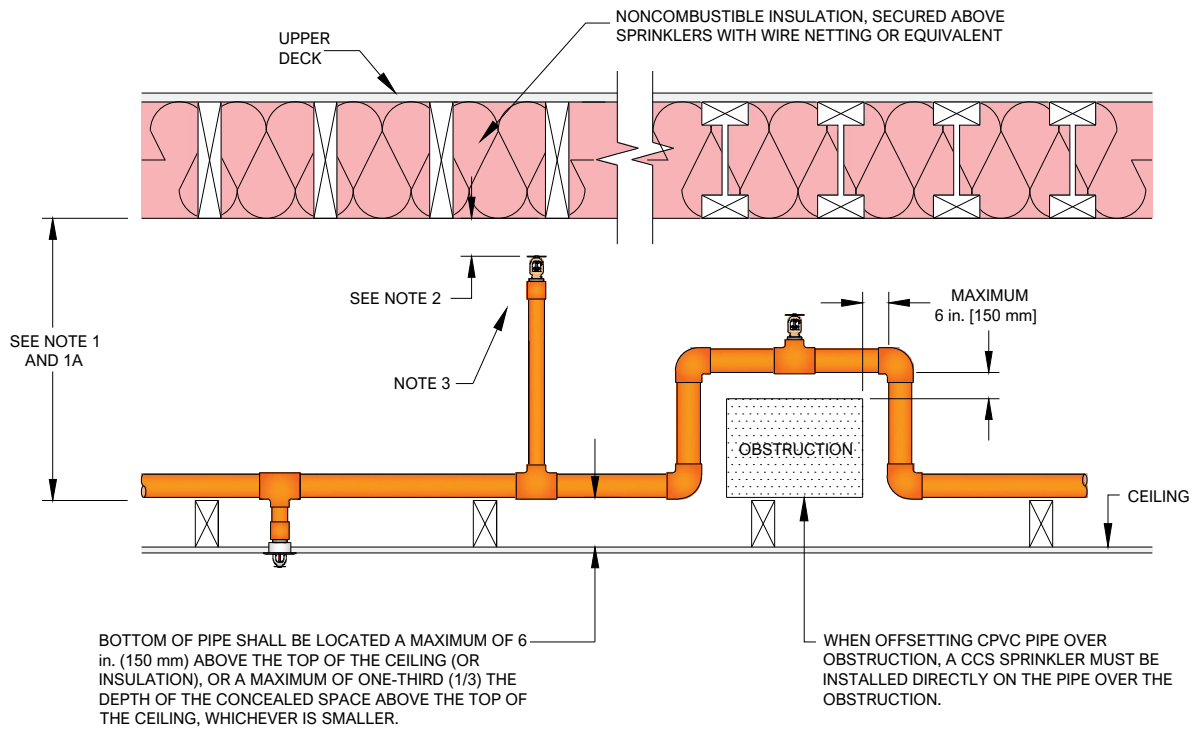 NONCOMBUSTIBLE INSULATION, SECURED ABOVE
SPRINKLERS WITH WIRE NETTING OR EQUIVALENT
UPPER
DECK
SEE NOTE 2
MAXIMUM
6 in. [150 mm]
SEE NOTE 1
AND 1A
NOTE 3
OBSTRUCTION
CEILING
BOTTOM OF PIPE SHALL BE LOCATED A MAXIMUM OF 6
in. (150 mm) ABOVE THE TOP OF THE CEILING (OR
INSULATION), OR A MAXIMUM OF ONE-THIRD (1/3) THE
DEPTH OF THE CONCEALED SPACE ABOVE THE TOP OF
THE CEILING, WHICHEVER IS SMALLER.
WHEN OFFSETTING CPVC PIPE OVER
OBSTRUCTION, A CCS SPRINKLER MUST BE
INSTALLED DIRECTLY ON THE PIPE OVER THE
OBSTRUCTION.